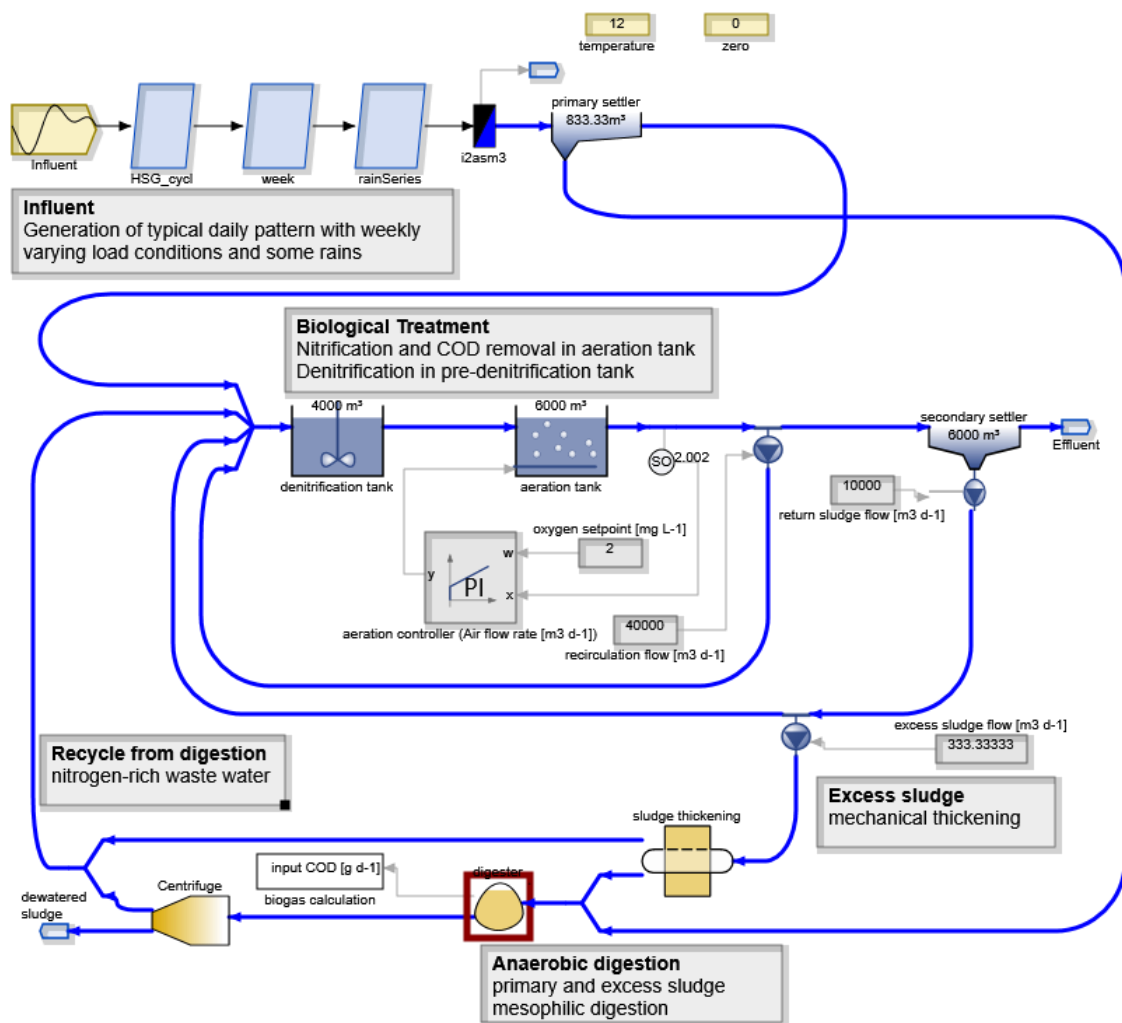 12
0
temperature
zero
primary settler
833.33m³
i2asm3
Influent
HSG_cycl
week
rainSeries
Influent
Generation of typical daily pattern with weekly
varying load conditions and some rains
Biological Treatment
Nitrification and COD removal in aeration tank
Denitrification in pre-denitrification tank
4000 m³
6000 m³
secondary settler
6000 m³
Effluent
SO
2.002
denitrification tank
aeration tank
10000
return sludge flow [m3 d-1]
oxygen setpoint [mg L-1]
2
w
y
PI
x
aeration controller (Air flow rate [m3 d-1])
40000
recirculation flow [m3 d-1]
excess sludge flow [m3 d-1]
333.33333
Recycle from digestion
nitrogen-rich waste water
Excess sludge
mechanical thickening
sludge thickening
input COD [g d-1]
biogas calculation
digester
Centrifuge
dewatered
sludge
Anaerobic digestion
primary and excess sludge
mesophilic digestion